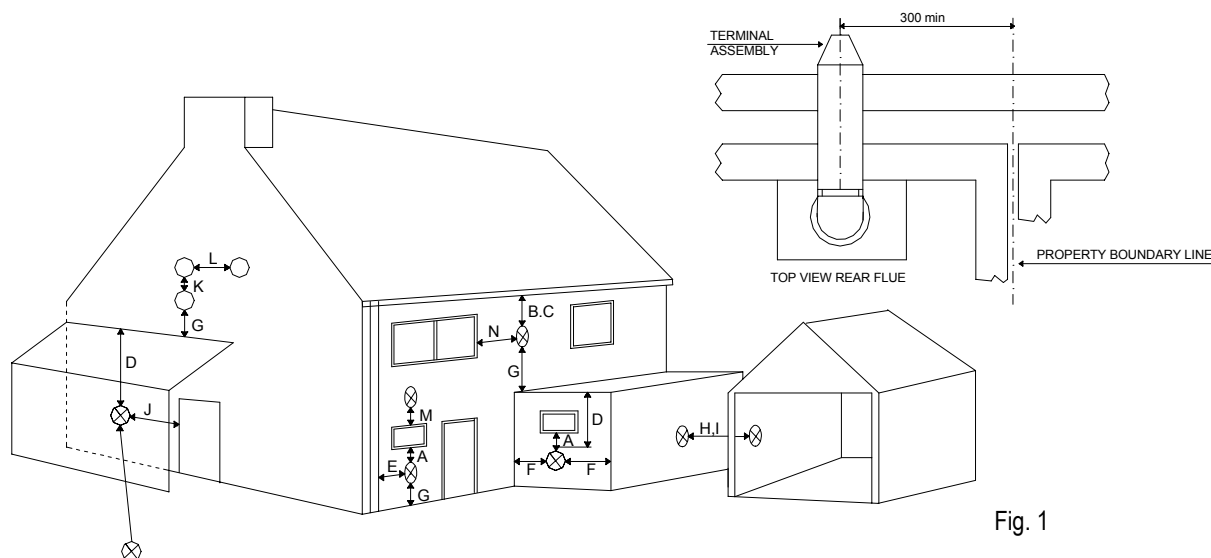 300 min
TERMINAL
ASSEMBLY
PROPERTY BOUNDARY LINE
TOP VIEW REAR FLUE
L
K
G
D
J
B.C
N
G
M
A
E
G
D
A
F
F
H,I
Fig. 1